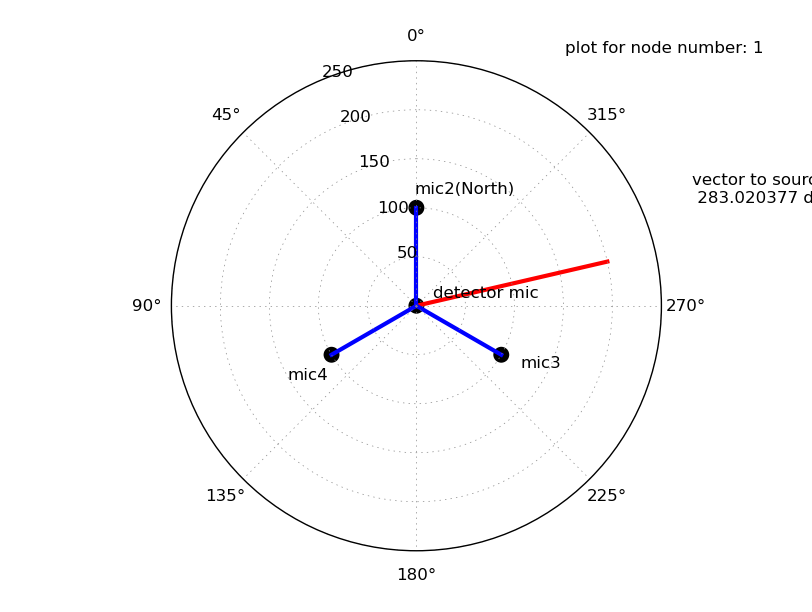 0°
plot for node number: 1
250
45°
315°
200
150
vector to sourc
283.020377 d
mic2(North)
100
50
detector mic
90°
270°
mic3
mic4
135°
225°
180°